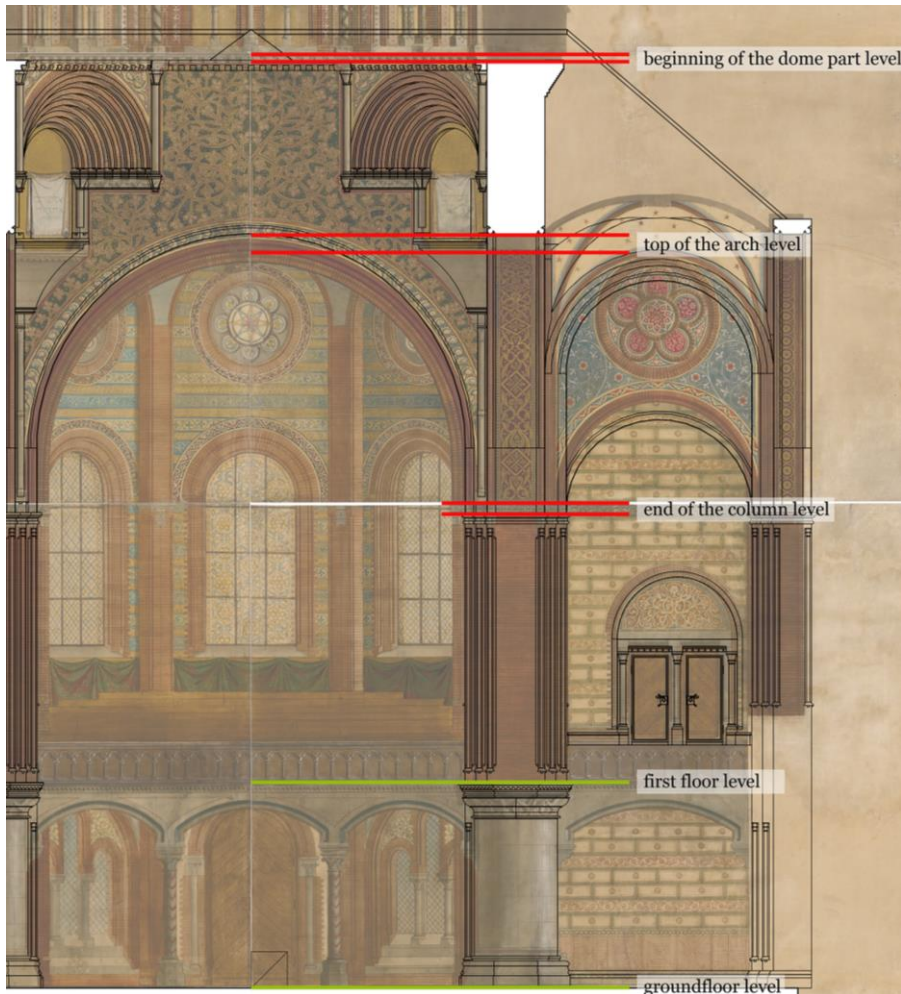 beginning of the dome part level
top of the arch level
end of the column level
first floor level
groundfloor level